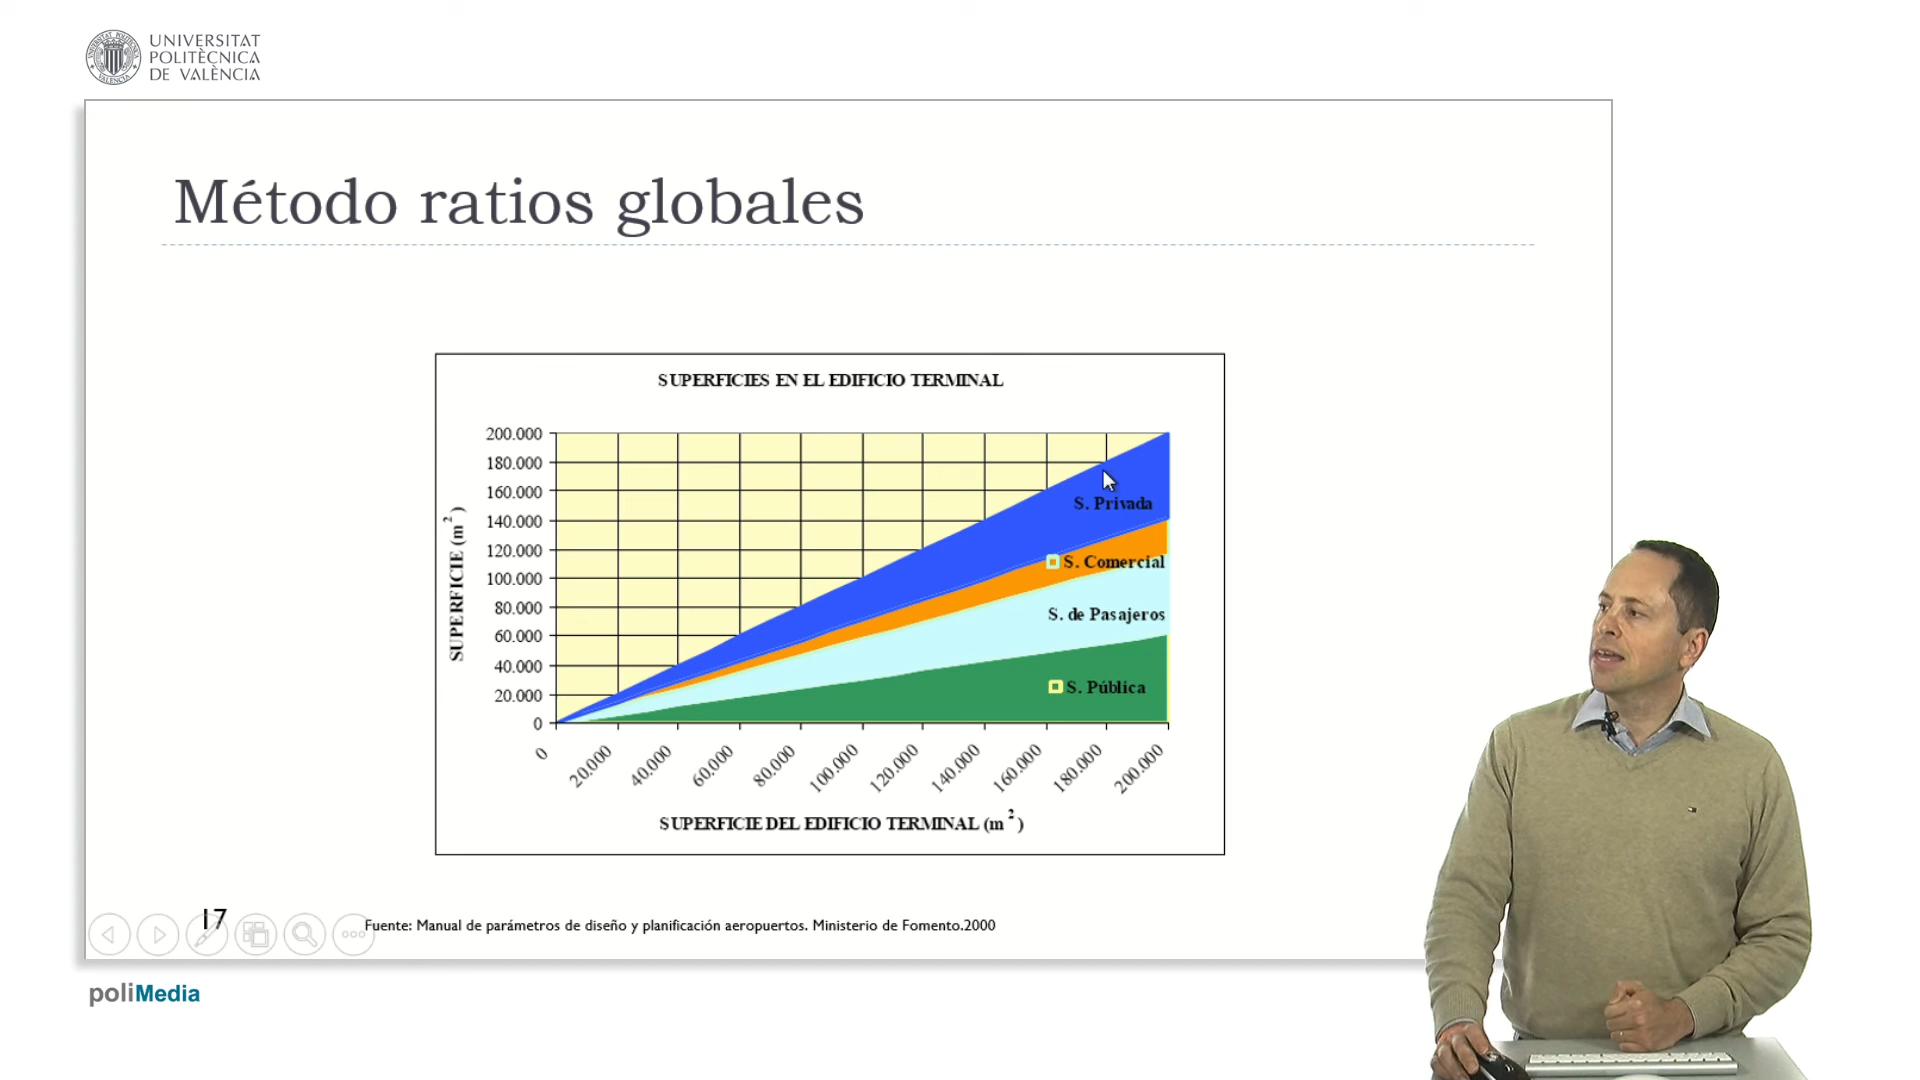 UNIVERSITAT
POLITÈCNICA
DE VALÈNCIA
Método ratios globales
SUPERFICIES EN EL EDIFICIO TERMINAL
SUPERFICIE (m²)
200.000
180.000
160.000
140.000
120.000
100.000
80.000
60.000
40.000
20.000
0
S. Privada
S. Comercial
S. de Pasajeros
S. Pública
0 20.000 40.000 60.000 80.000 100.000 120.000 140.000 160.000 180.000 200.000
SUPERFICIE DEL EDIFICIO TERMINAL (m²)
17
Fuente: Manual de parámetros de diseño y planificación aeropuertos. Ministerio de Fomento.2000
poliMedia